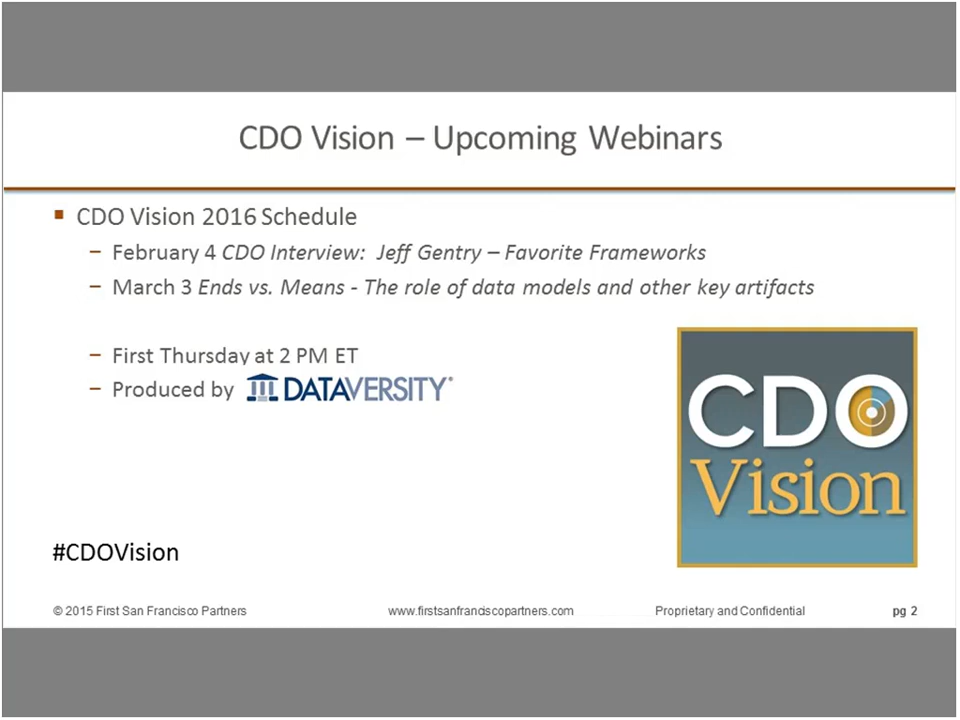 CDO Vision – Upcoming Webinars
▪ CDO Vision 2016 Schedule
– February 4 CDO Interview:  Jeff Gentry – Favorite Frameworks
– March 3 Ends vs. Means - The role of data models and other key artifacts
– First Thursday at 2 PM ET
– Produced by DATAVERSITY®
CDO
Vision
#CDOVision
© 2015 First San Francisco Partners www.firstsanfranciscopartners.com Proprietary and Confidential pg 2